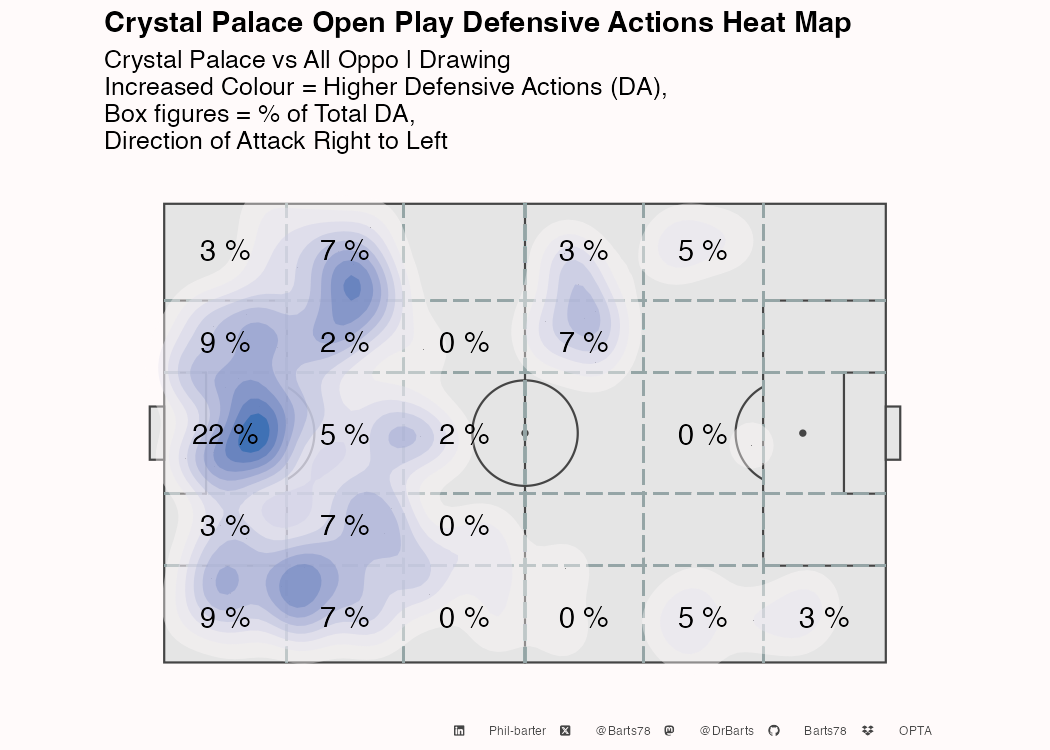 Crystal Palace Open Play Defensive Actions Heat Map
Crystal Palace vs All Oppo | Drawing
Increased Colour = Higher Defensive Actions (DA),
Box figures = % of Total DA,
Direction of Attack Right to Left
3 % 7 % 3 % 5 %
9 % 2 % 0 % 7 %
22 % 5 % 2 % 0 %
3 % 7 % 0 %
9 % 7 % 0 % 0 % 5 % 3 %
Phil-barter @Barts78 @DrBarts Barts78 OPTA